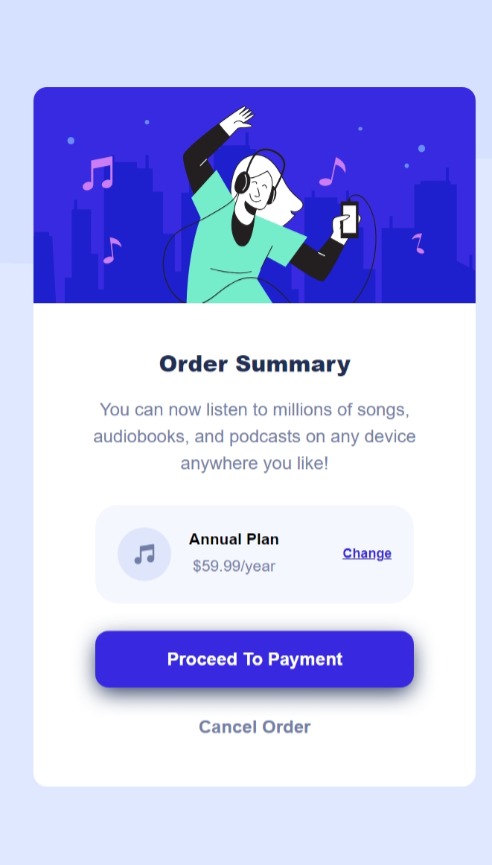 Order Summary
You can now listen to millions of songs,
audiobooks, and podcasts on any device
anywhere you like!
Annual Plan
$59.99/year
Change
Proceed To Payment
Cancel Order